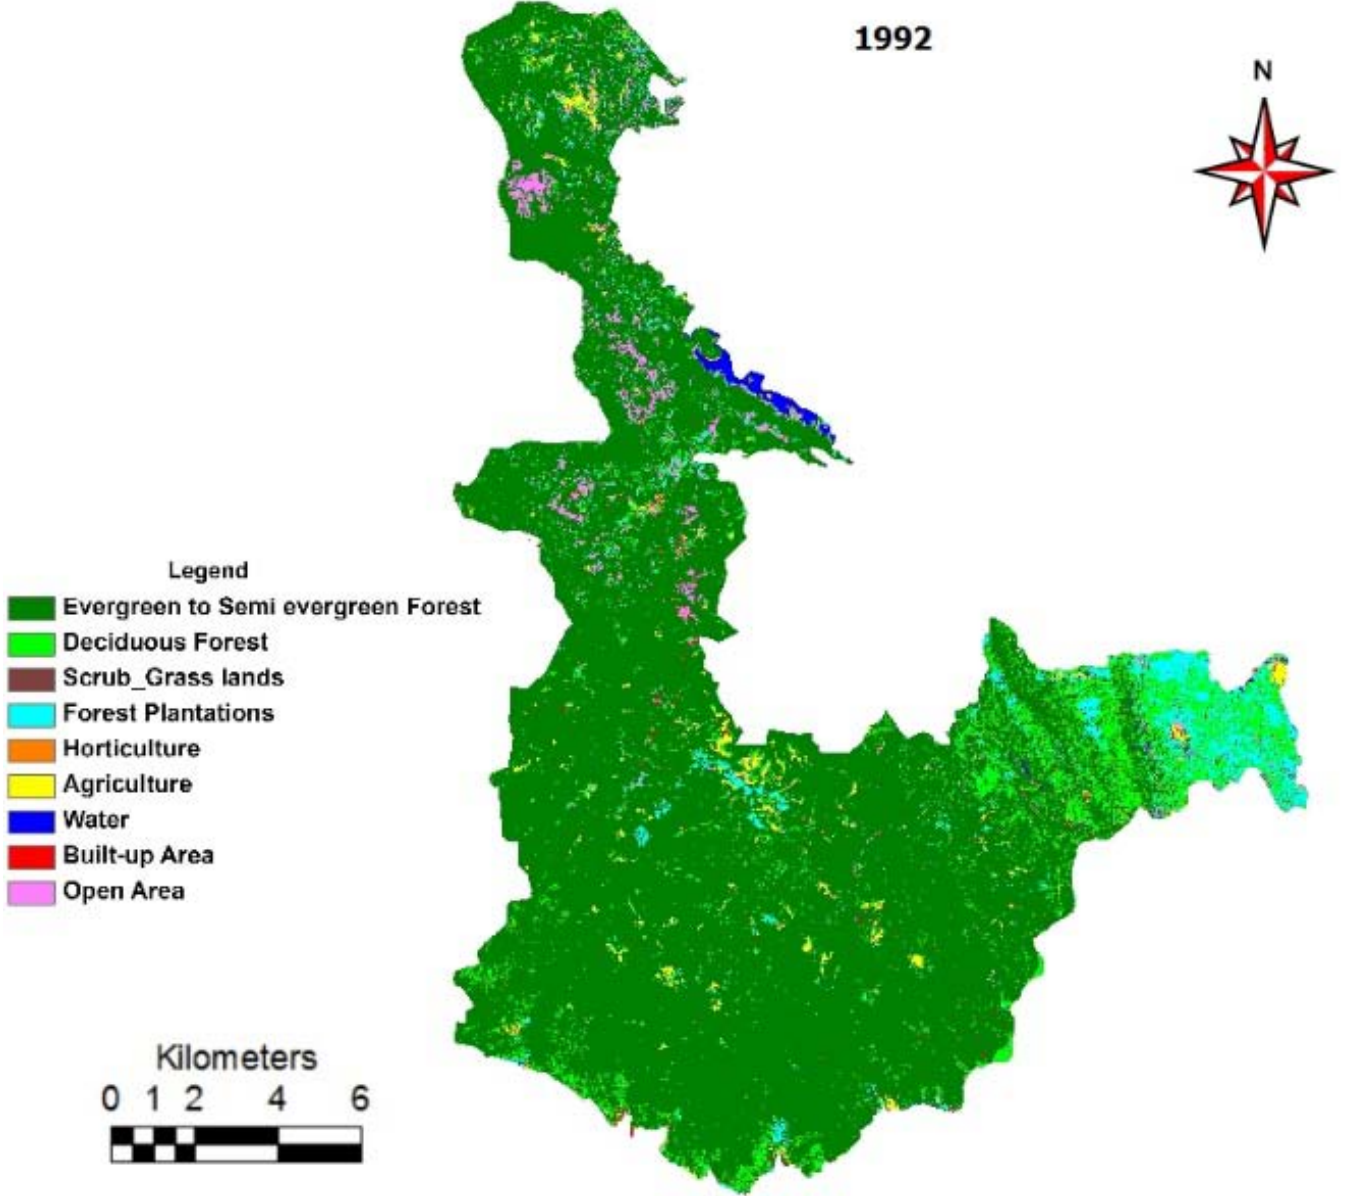 1992
N
Legend
Evergreen to Semi evergreen Forest
Deciduous Forest
Scrub_Grass lands
Forest Plantations
Horticulture
Agriculture
Water
Built-up Area
Open Area
Kilometers
0 1 2 4 6